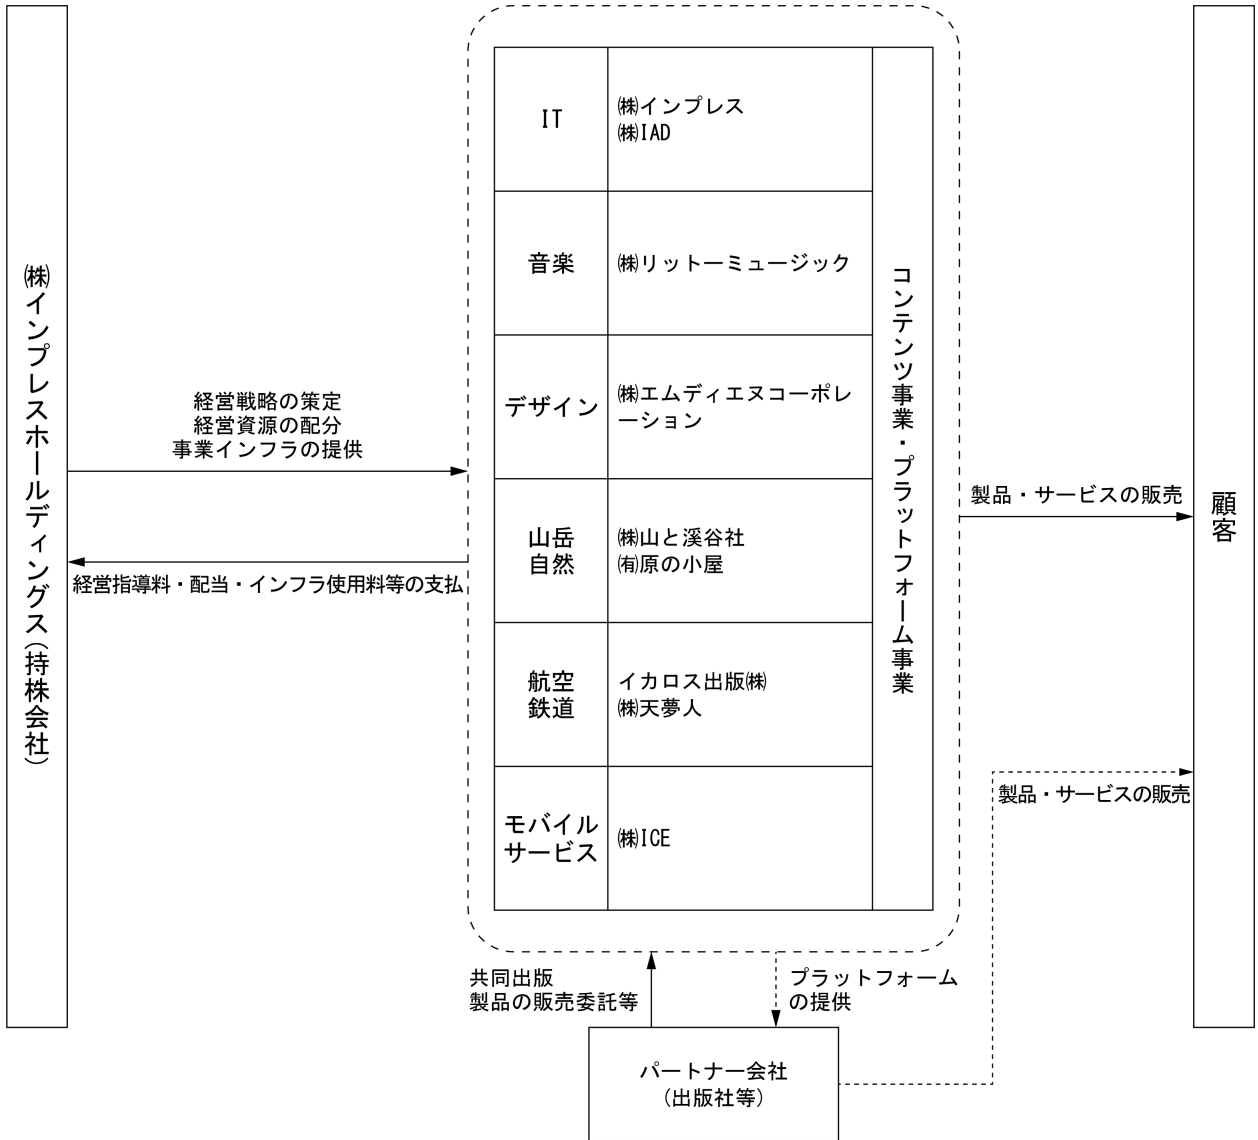 ㈱インプレスホールディングス(持株会社)
経営戦略の策定
経営資源の配分
事業インフラの提供
経営指導料・配当・インフラ使用料等の支払
IT
㈱インプレス
㈱IAD
音楽
㈱リットーミュージック
デザイン
㈱エムディエヌコーポレ
ーション
山岳
自然
㈱山と溪谷社
㈲原の小屋
航空
鉄道
イカロス出版㈱
㈱天夢人
モバイル
サービス
㈱ICE
コンテンツ事業・プラットフォーム事業
製品・サービスの販売
顧客
製品・サービスの販売
共同出版
製品の販売委託等
プラットフォーム
の提供
パートナー会社
(出版社等)